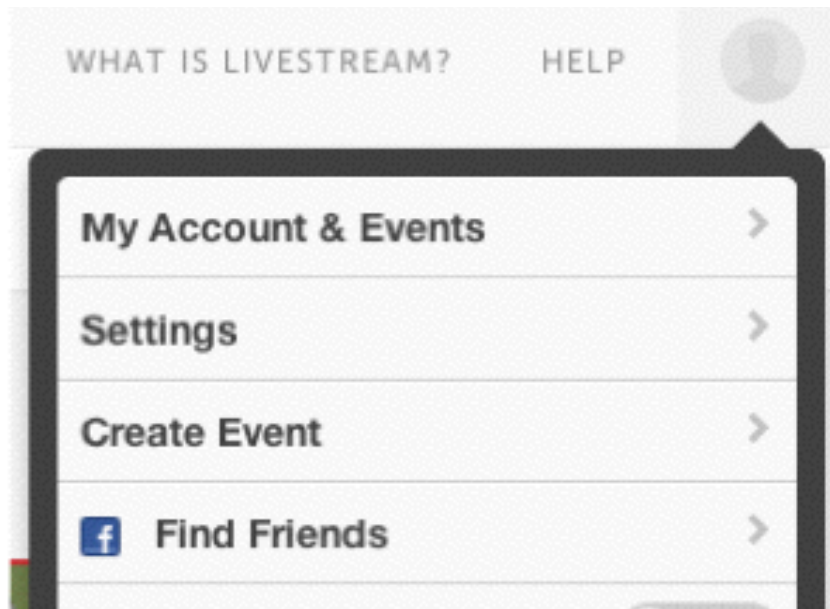 WHAT IS LIVESTREAM? HELP
My Account & Events
Settings
Create Event
f Find Friends